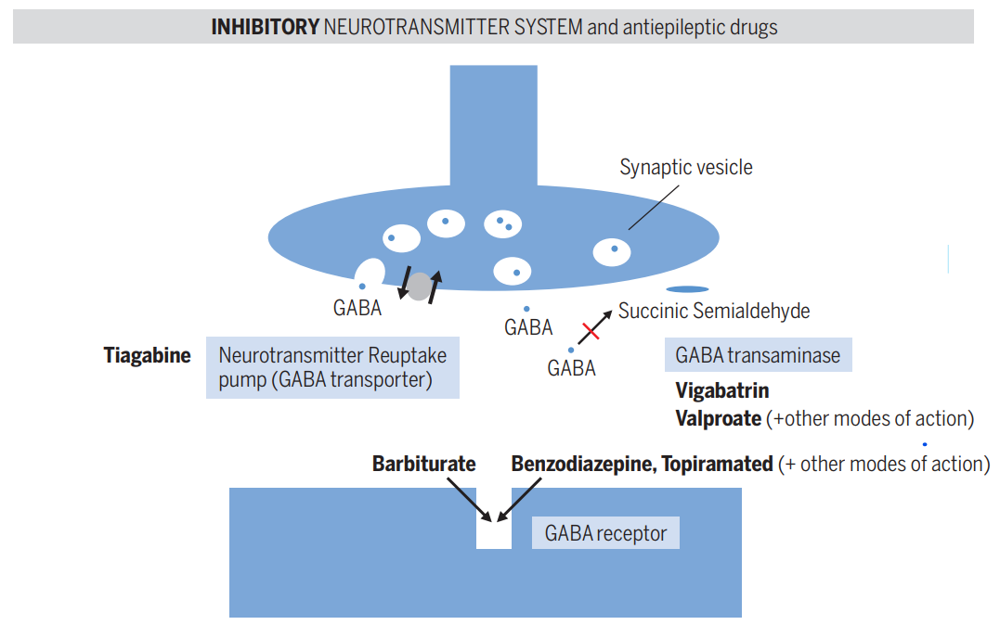 INHIBITORY NEUROTRANSMITTER SYSTEM and antiepileptic drugs
Synaptic vesicle
GABA
GABA
Succinic Semialdehyde
GABA
Tiagabine
Neurotransmitter Reuptake
pump (GABA transporter)
GABA transaminase
Vigabatrin
Valproate (+other modes of action)
Barbiturate
Benzodiazepine, Topiramated (+ other modes of action)
GABA receptor